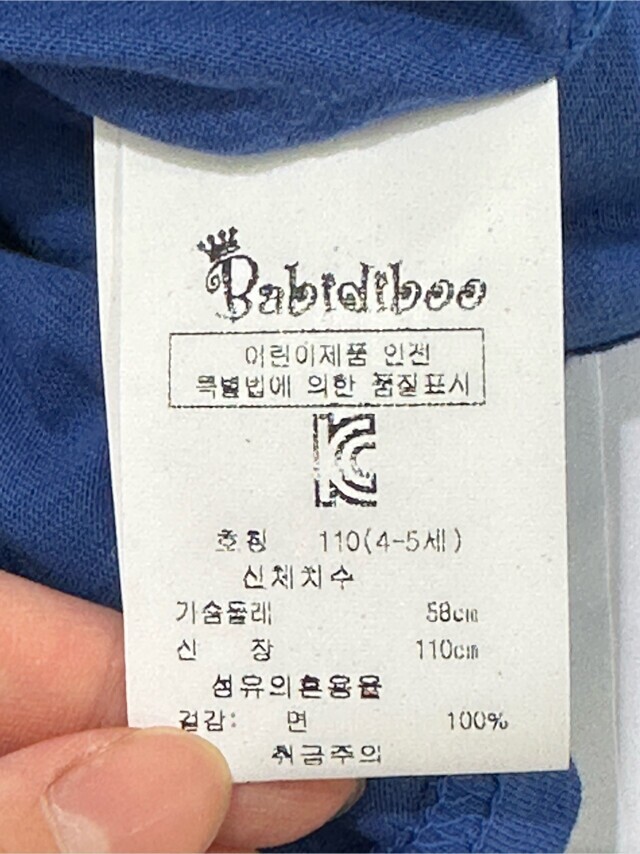 Babidiboo
어린이제품 안전
특별법에 의한 품질표시
KC
호칭 110(4-5세)
신체치수
가슴둘레 58cm
신 장 110cm
섬유의혼용율
겉감: 면 100%
취급주의